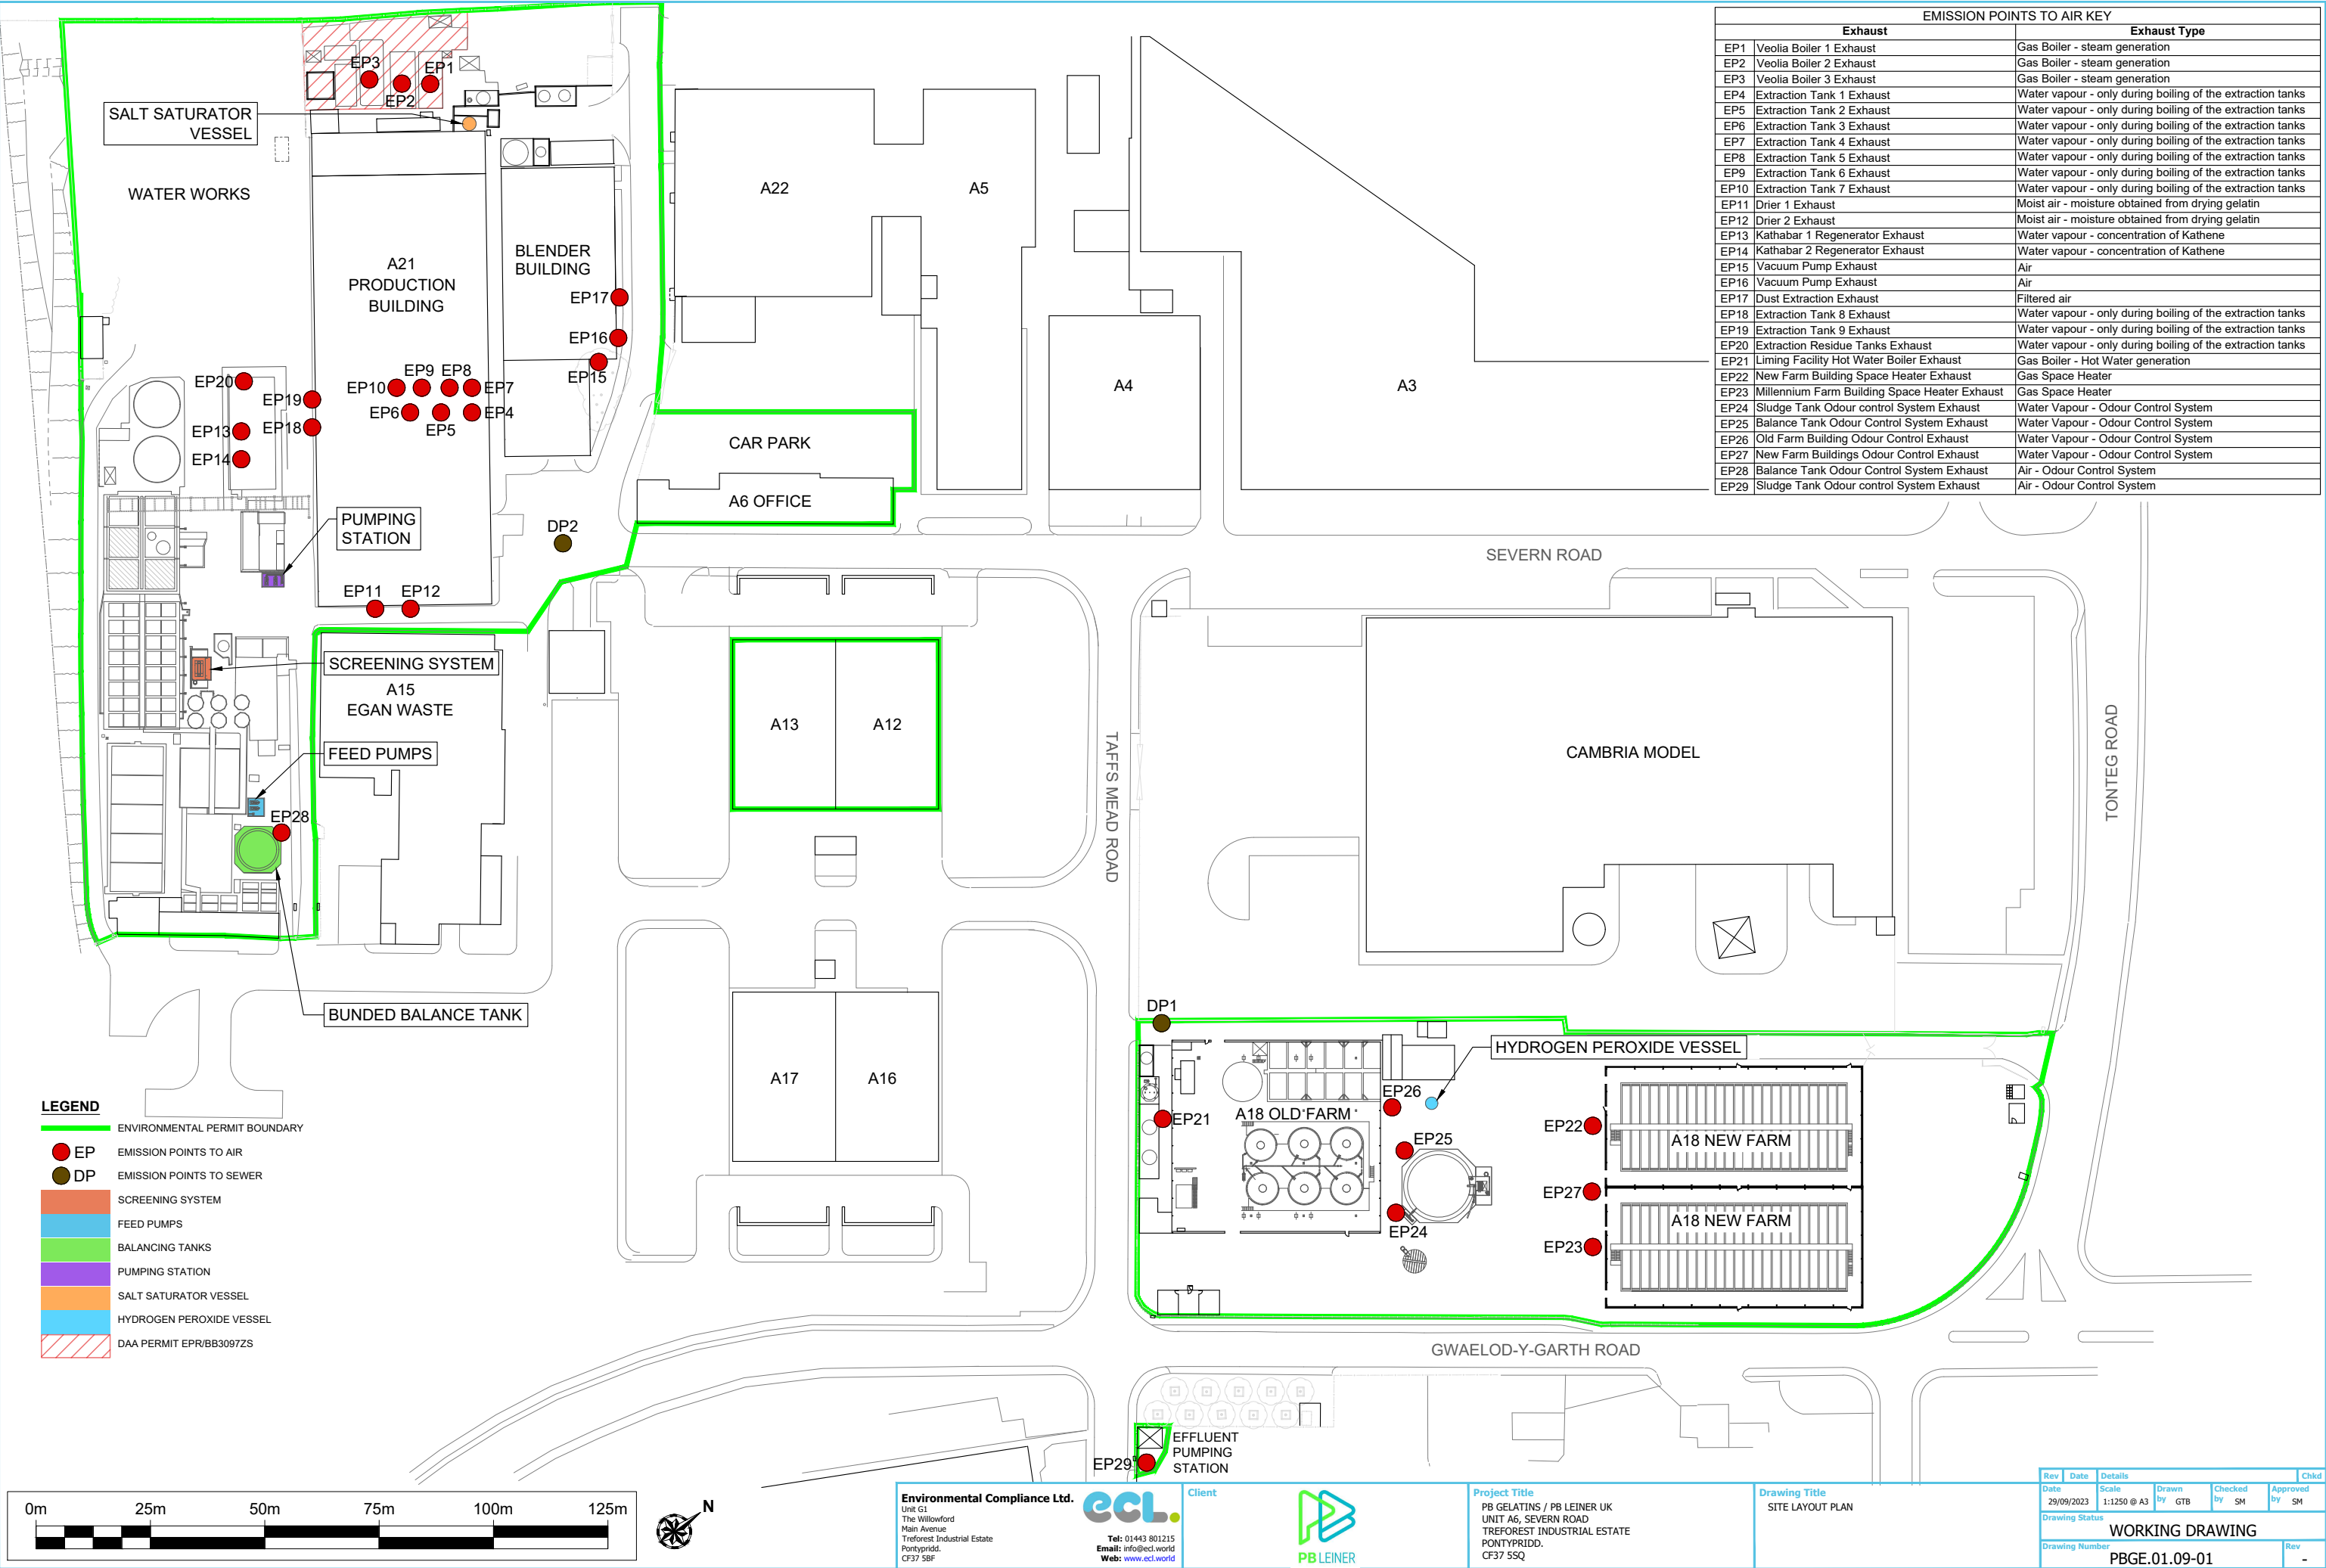 EMISSION POINTS TO AIR KEY
Exhaust Exhaust Type
EP1 Veolia Boiler 1 Exhaust Gas Boiler - steam generation
EP2 Veolia Boiler 2 Exhaust Gas Boiler - steam generation
EP3 Veolia Boiler 3 Exhaust Gas Boiler - steam generation
EP4 Extraction Tank 1 Exhaust Water vapour - only during boiling of the extraction tanks
EP5 Extraction Tank 2 Exhaust Water vapour - only during boiling of the extraction tanks
EP6 Extraction Tank 3 Exhaust Water vapour - only during boiling of the extraction tanks
EP7 Extraction Tank 4 Exhaust Water vapour - only during boiling of the extraction tanks
EP8 Extraction Tank 5 Exhaust Water vapour - only during boiling of the extraction tanks
EP9 Extraction Tank 6 Exhaust Water vapour - only during boiling of the extraction tanks
EP10 Extraction Tank 7 Exhaust Water vapour - only during boiling of the extraction tanks
EP11 Drier 1 Exhaust Moist air - moisture obtained from drying gelatin
EP12 Drier 2 Exhaust Moist air - moisture obtained from drying gelatin
EP13 Kathabar 1 Regenerator Exhaust Water vapour - concentration of Kathene
EP14 Kathabar 2 Regenerator Exhaust Water vapour - concentration of Kathene
EP15 Vacuum Pump Exhaust Air
EP16 Vacuum Pump Exhaust Air
EP17 Dust Extraction Exhaust Filtered air
EP18 Extraction Tank 8 Exhaust Water vapour - only during boiling of the extraction tanks
EP19 Extraction Tank 9 Exhaust Water vapour - only during boiling of the extraction tanks
EP20 Extraction Residue Tanks Exhaust Water vapour - only during boiling of the extraction tanks
EP21 Liming Facility Hot Water Boiler Exhaust Gas Boiler - Hot Water generation
EP22 New Farm Building Space Heater Exhaust Gas Space Heater
EP23 Millennium Farm Building Space Heater Exhaust Gas Space Heater
EP24 Sludge Tank Odour control System Exhaust Water Vapour - Odour Control System
EP25 Balance Tank Odour Control System Exhaust Water Vapour - Odour Control System
EP26 Old Farm Building Odour Control Exhaust Water Vapour - Odour Control System
EP27 New Farm Buildings Odour Control Exhaust Water Vapour - Odour Control System
EP28 Balance Tank Odour Control System Exhaust Air - Odour Control System
EP29 Sludge Tank Odour control System Exhaust Air - Odour Control System
EP3
EP1
EP2
SALT SATURATOR
VESSEL
WATER WORKS
A22
A5
BLENDER
BUILDING
A21
PRODUCTION
BUILDING
EP17
EP16
EP15
EP20
EP19
EP10
EP9
EP8
EP7
EP6
EP5
EP4
EP13
EP18
EP14
A4
A3
CAR PARK
A6 OFFICE
PUMPING
STATION
DP2
SEVERN ROAD
EP11
EP12
SCREENING SYSTEM
A15
EGAN WASTE
A13
A12
FEED PUMPS
EP28
TAFFS MEAD ROAD
CAMBRIA MODEL
TONTEG ROAD
BUNDED BALANCE TANK
DP1
HYDROGEN PEROXIDE VESSEL
A17
A16
EP26
EP21
A18 OLD FARM
EP25
EP22
A18 NEW FARM
EP27
A18 NEW FARM
EP24
EP23
GWAELOD-Y-GARTH ROAD
EFFLUENT
PUMPING
STATION
EP29
LEGEND
ENVIRONMENTAL PERMIT BOUNDARY
EP EMISSION POINTS TO AIR
DP EMISSION POINTS TO SEWER
SCREENING SYSTEM
FEED PUMPS
BALANCING TANKS
PUMPING STATION
SALT SATURATOR VESSEL
HYDROGEN PEROXIDE VESSEL
DAA PERMIT EPR/BB3097ZS
0m 25m 50m 75m 100m 125m
N
Environmental Compliance Ltd.
Unit G1
The Willowford
Main Avenue
Treforest Industrial Estate
Pontypridd.
CF37 5BF
ecl.
Tel: 01443 801215
Email: info@ecl.world
Web: www.ecl.world
Client
PB LEINER
Project Title
PB GELATINS / PB LEINER UK
UNIT A6, SEVERN ROAD
TREFOREST INDUSTRIAL ESTATE
PONTYPRIDD.
CF37 5SQ
Drawing Title
SITE LAYOUT PLAN
Rev Date Details Chkd
Date Scale Drawn Checked Approved
29/09/2023 1:1250 @ A3 by GTB by SM by SM
Drawing Status
WORKING DRAWING
Drawing Number Rev
PBGE.01.09-01 -